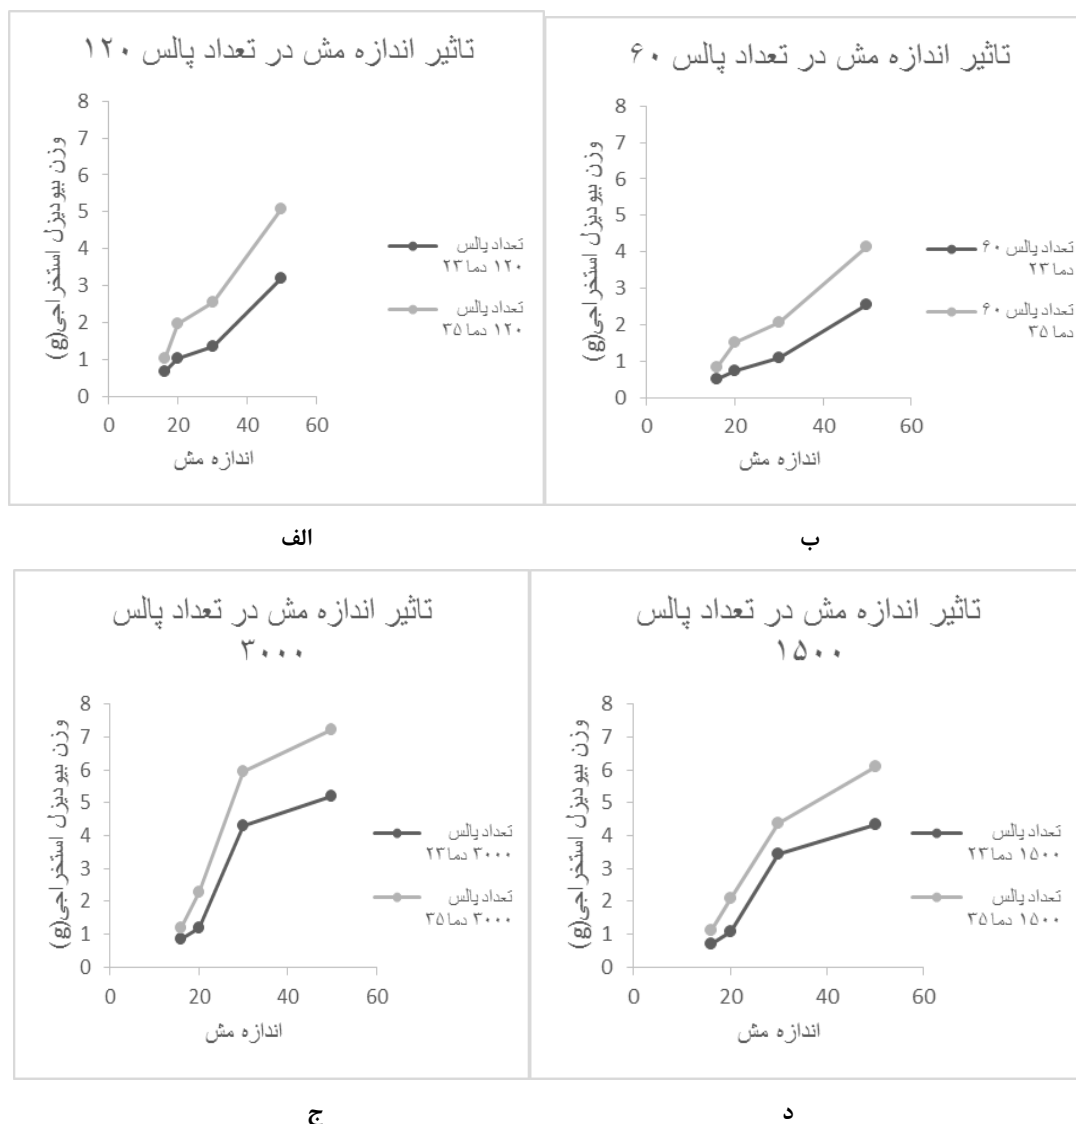 تاثیر اندازه مش در تعداد پالس ۶۰
وزن بیودیزل استخراجی(g)
8
7
6
5
4
3
2
1
0
0 20 40 60
اندازه مش
تعداد پالس ۶۰
دما ۲۳
تعداد پالس ۶۰
دما ۳۵
ب
تاثیر اندازه مش در تعداد پالس ۱۲۰
وزن بیودیزل استخراجی(g)
8
7
6
5
4
3
2
1
0
0 20 40 60
اندازه مش
تعداد پالس
۱۲۰ دما ۲۳
تعداد پالس
۱۲۰ دما ۳۵
الف
تاثیر اندازه مش در تعداد پالس
۱۵۰۰
وزن بیودیزل استخراجی(g)
8
7
6
5
4
3
2
1
0
0 20 40 60
اندازه مش
تعداد پالس
۱۵۰۰ دما ۲۳
تعداد پالس
۱۵۰۰ دما ۳۵
د
تاثیر اندازه مش در تعداد پالس
۳۰۰۰
وزن بیودیزل استخراجی(g)
8
7
6
5
4
3
2
1
0
0 20 40 60
اندازه مش
تعداد پالس
۳۰۰۰ دما ۲۳
تعداد پالس
۳۰۰۰ دما ۳۵
ج